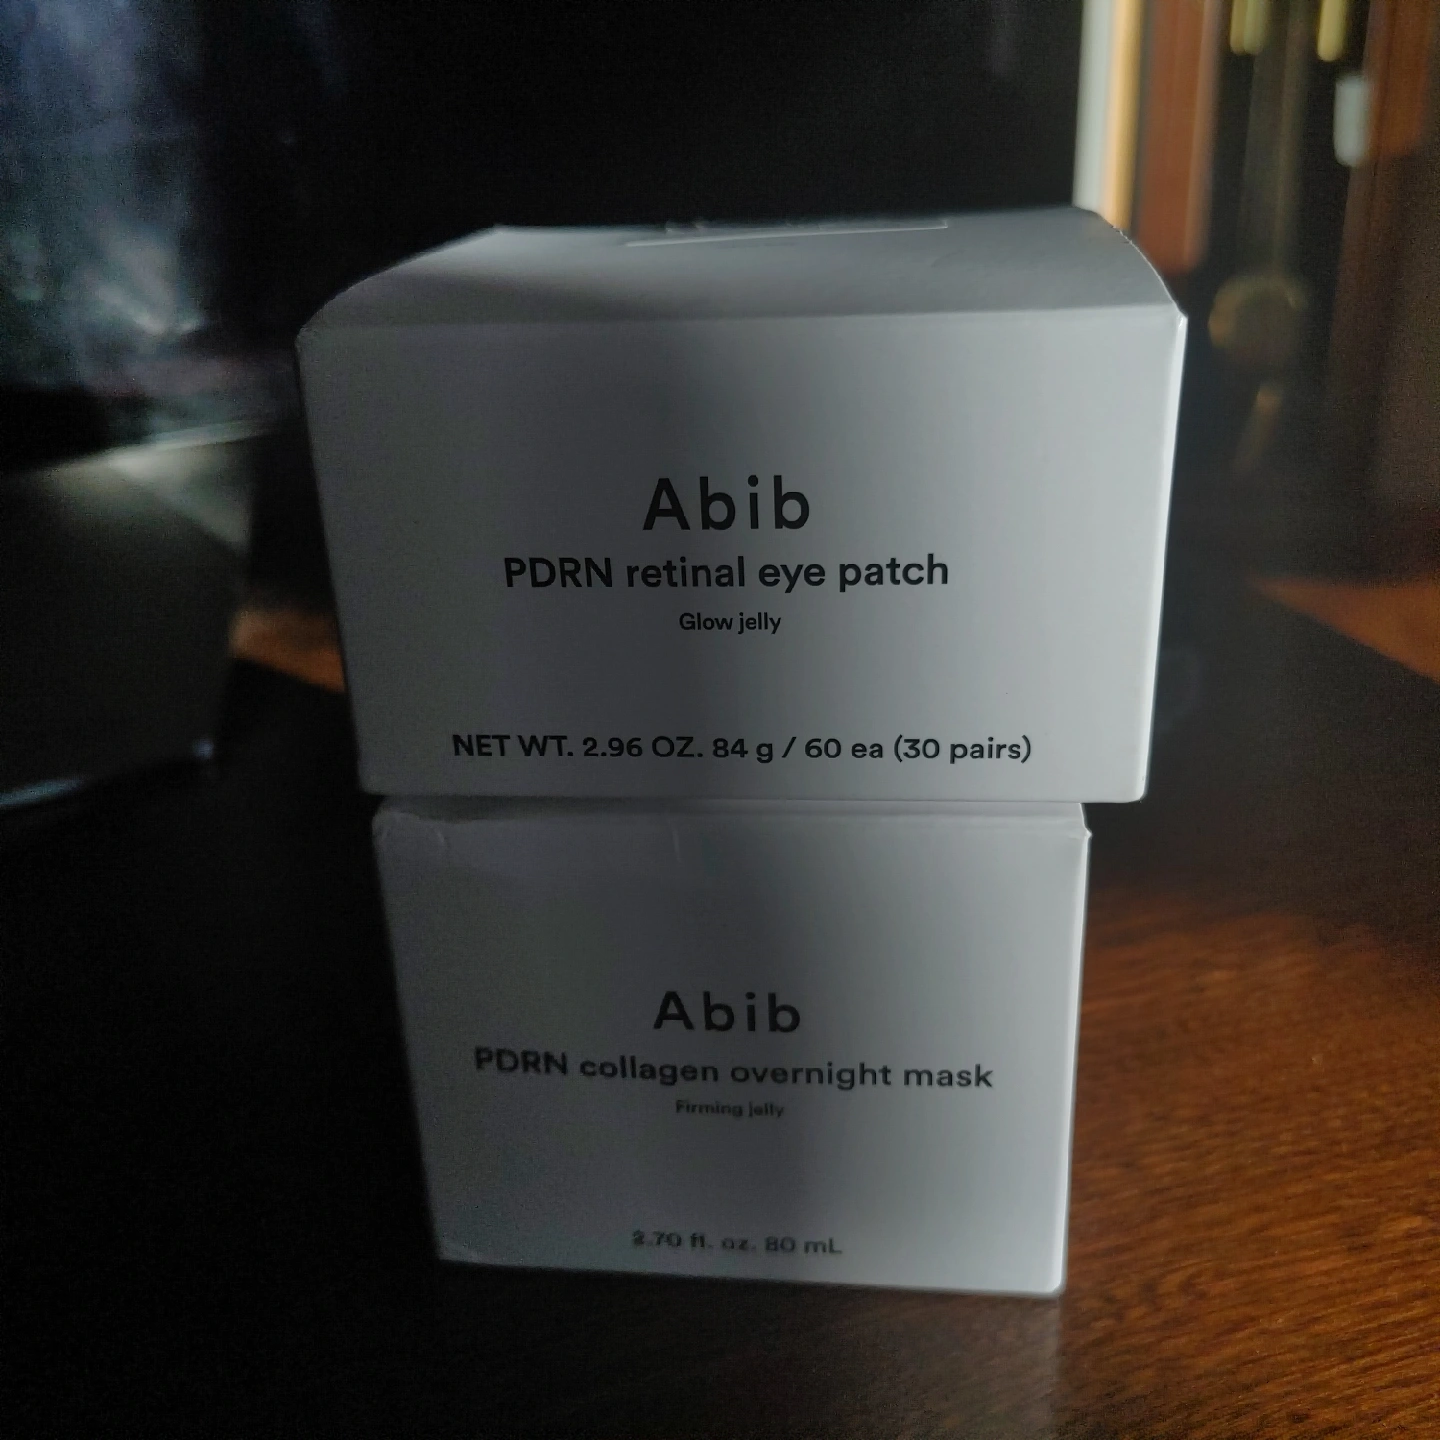 Abib
PDRN retinal eye patch
Glow jelly
NET WT. 2.96 OZ. 84 g / 60 ea (30 pairs)
Abib
PDRN collagen overnight mask
Firming jelly
2.70 fl. oz. 80 mL